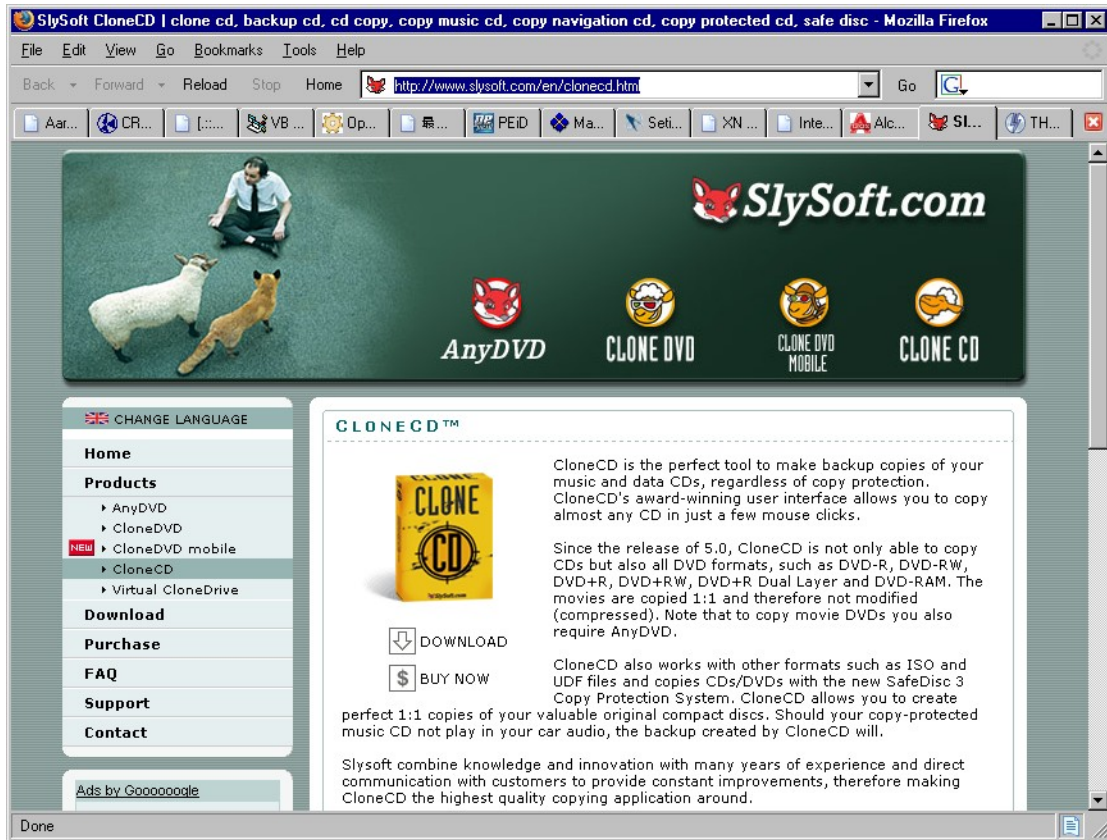 SlySoft CloneCD | clone cd, backup cd, cd copy, copy music cd, copy navigation cd, copy protected cd, safe disc - Mozilla Firefox
File Edit View Go Bookmarks Tools Help
Back Forward Reload Stop Home http://www.slysoft.com/en/clonecd.html Go G
Aar... CR... [.::... VB ... Op... 最... PEiD Ma... Seti... XN ... Inte... Alc... Sl... TH...
SlySoft.com
AnyDVD
CLONE DVD
CLONE DVD
MOBILE
CLONE CD
CHANGE LANGUAGE
Home
Products
AnyDVD
CloneDVD
NEW CloneDVD mobile
CloneCD
Virtual CloneDrive
Download
Purchase
FAQ
Support
Contact
Ads by Goooooogle
CLONECD™
CLONE
CD
SlySoft.com
DOWNLOAD
$ BUY NOW
CloneCD is the perfect tool to make backup copies of your
music and data CDs, regardless of copy protection.
CloneCD's award-winning user interface allows you to copy
almost any CD in just a few mouse clicks.
Since the release of 5.0, CloneCD is not only able to copy
CDs but also all DVD formats, such as DVD-R, DVD-RW,
DVD+R, DVD+RW, DVD+R Dual Layer and DVD-RAM. The
movies are copied 1:1 and therefore not modified
(compressed). Note that to copy movie DVDs you also
require AnyDVD.
CloneCD also works with other formats such as ISO and
UDF files and copies CDs/DVDs with the new SafeDisc 3
Copy Protection System. CloneCD allows you to create
perfect 1:1 copies of your valuable original compact discs. Should your copy-protected
music CD not play in your car audio, the backup created by CloneCD will.
Slysoft combine knowledge and innovation with many years of experience and direct
communication with customers to provide constant improvements, therefore making
CloneCD the highest quality copying application around.
Done